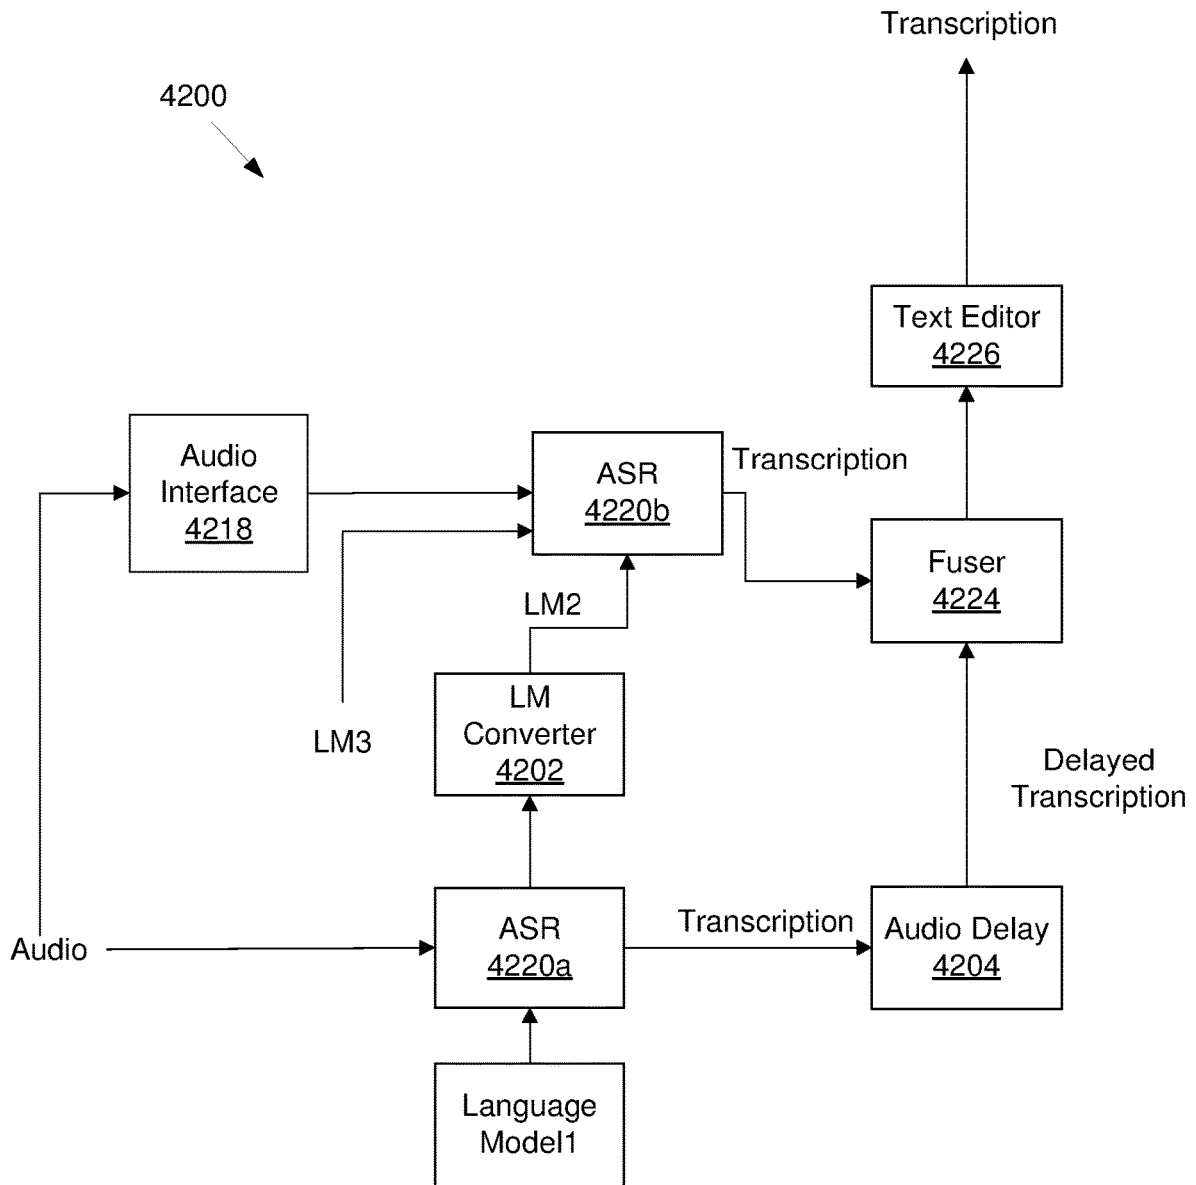 Transcription
4200
Text Editor
4226
Audio
Interface
4218
ASR
4220b
Transcription
Fuser
4224
LM2
LM3
LM
Converter
4202
Delayed
Transcription
Audio
ASR
4220a
Transcription
Audio Delay
4204
Language
Model1